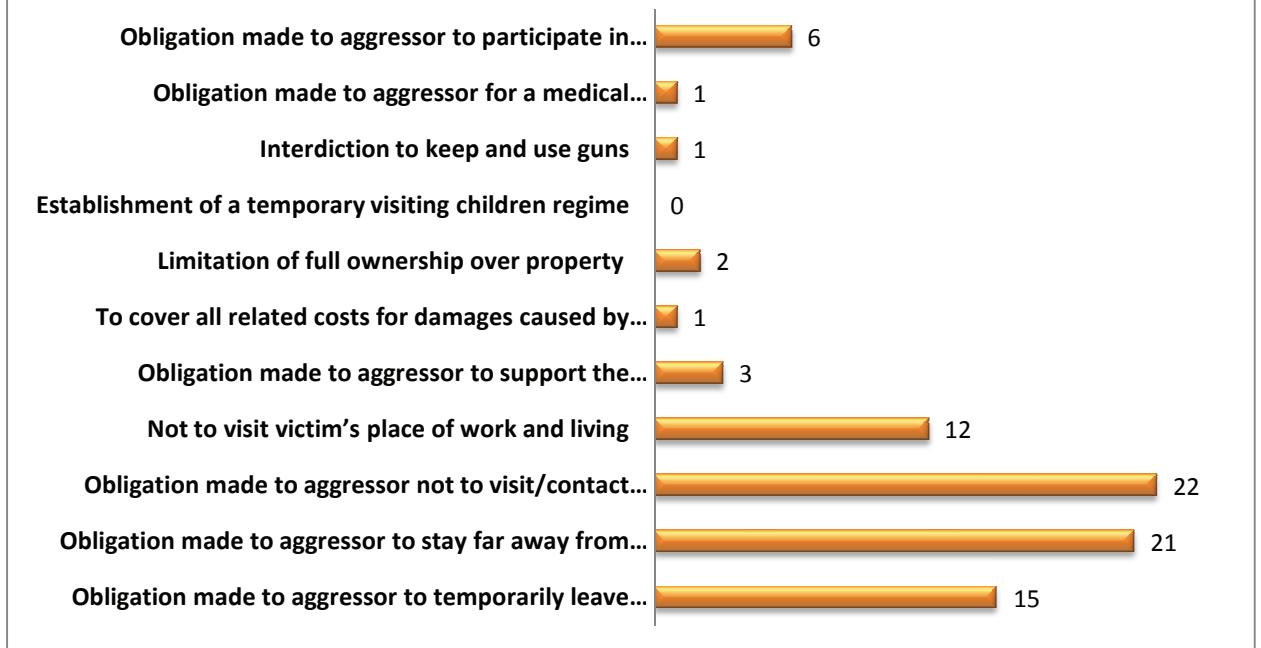 Obligation made to aggressor to participate in… 6
Obligation made to aggressor for a medical… 1
Interdiction to keep and use guns 1
Establishment of a temporary visiting children regime 0
Limitation of full ownership over property 2
To cover all related costs for damages caused by… 1
Obligation made to aggressor to support the… 3
Not to visit victim’s place of work and living 12
Obligation made to aggressor not to visit/contact… 22
Obligation made to aggressor to stay far away from… 21
Obligation made to aggressor to temporarily leave… 15